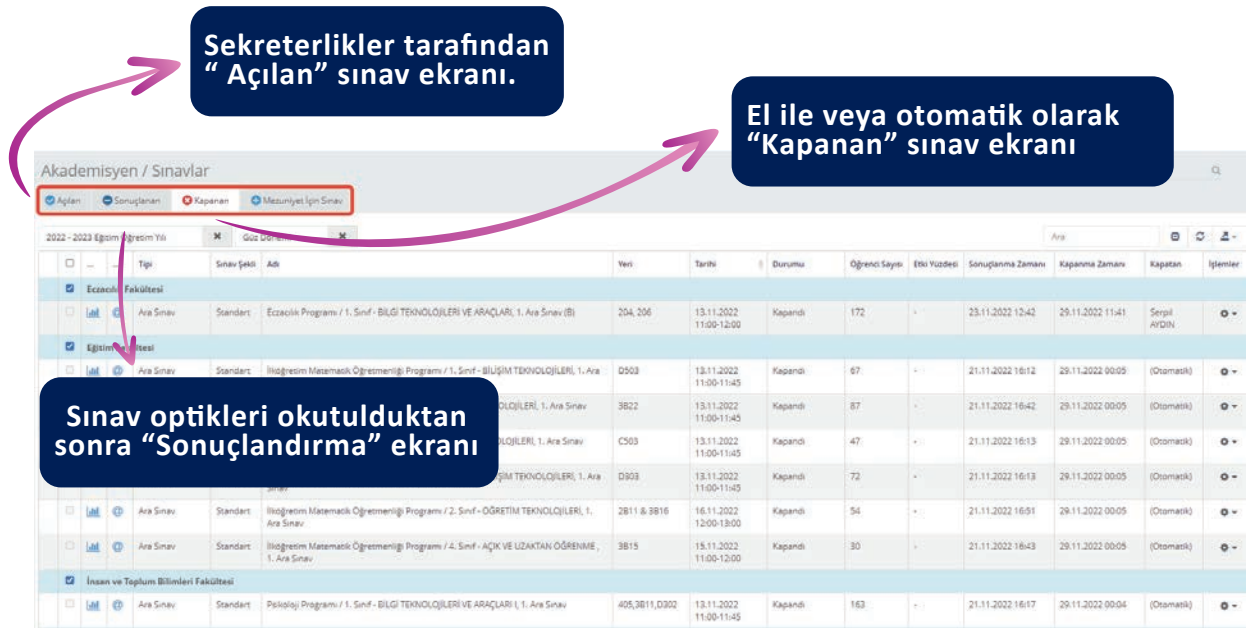 Sekreterlikler tarafından
“ Açılan” sınav ekranı.
El ile veya otomatik olarak
“Kapanan” sınav ekranı
Akademisyen / Sınavlar
Açılan Sonuçlanan Kapanan Mezuniyet İçin Sınav
2022 - 2023 Eğitim Öğretim Yılı Güz Ara
Tipi Sınav Şekli Adı Yeri Tarihi Durumu Öğrenci Sayısı Etki Yüzdesi Sonuçlanma Zamanı Kapanma Zamanı Kapatan İşlemler
Eczacılık Fakültesi
Ara Sınav Standart Eczacılık Programı / 1. Sınıf - BİLGİ TEKNOLOJİLERİ VE ARAÇLARI, 1. Ara Sınav (B) 204, 206 13.11.2022 Kapandı 172 - 23.11.2022 12:42 29.11.2022 11:41 Serpil
11:00-12:00 AYDIN
Eğitim Fakültesi
Ara Sınav Standart İlköğretim Matematik Öğretmenliği Programı / 1. Sınıf - BİLİŞİM TEKNOLOJİLERİ, 1. Ara D503 13.11.2022 Kapandı 67 - 21.11.2022 16:12 29.11.2022 00:05 (Otomatik)
11:00-11:45
Sınav optikleri okutulduktan
sonra “Sonuçlandırma” ekranı
1. Ara Sınav 3B22 13.11.2022 Kapandı 87 - 21.11.2022 16:42 29.11.2022 00:05 (Otomatik)
11:00-11:45
1. Ara Sınav C503 13.11.2022 Kapandı 47 - 21.11.2022 16:13 29.11.2022 00:05 (Otomatik)
11:00-11:45
TEKNOLOJİLERİ, 1. Ara D303 13.11.2022 Kapandı 72 - 21.11.2022 16:13 29.11.2022 00:05 (Otomatik)
Sınav 11:00-11:45
Ara Sınav Standart İlköğretim Matematik Öğretmenliği Programı / 2. Sınıf - ÖĞRETİM TEKNOLOJİLERİ, 1. 2B11 & 3B16 16.11.2022 Kapandı 54 - 21.11.2022 16:51 29.11.2022 00:05 (Otomatik)
Ara Sınav 12:00-13:00
Ara Sınav Standart İlköğretim Matematik Öğretmenliği Programı / 4. Sınıf - AÇIK VE UZAKTAN ÖĞRENME , 3B15 15.11.2022 Kapandı 30 - 21.11.2022 16:43 29.11.2022 00:05 (Otomatik)
1. Ara Sınav 11:00-12:00
İnsan ve Toplum Bilimleri Fakültesi
Ara Sınav Standart Psikoloji Programı / 1. Sınıf - BİLGİ TEKNOLOJİLERİ VE ARAÇLARI I, 1. Ara Sınav 405,3B11,D302 13.11.2022 Kapandı 163 - 21.11.2022 16:17 29.11.2022 00:04 (Otomatik)
11:00-11:45